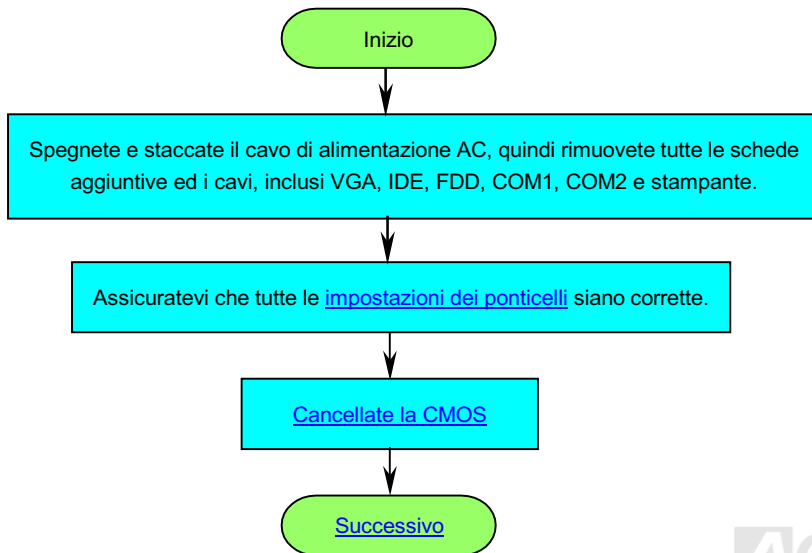 Inizio
Spegnete e staccate il cavo di alimentazione AC, quindi rimuovete tutte le schede
aggiuntive ed i cavi, inclusi VGA, IDE, FDD, COM1, COM2 e stampante.
Assicuratevi che tutte le impostazioni dei ponticelli siano corrette.
Cancellate la CMOS
Successivo